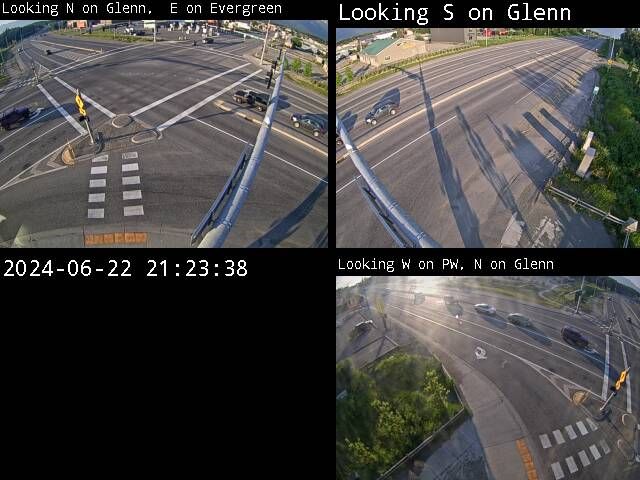 Looking N on Glenn, E on Evergreen
Looking S on Glenn
2024-06-22 21:23:38
Looking W on PW, N on Glenn